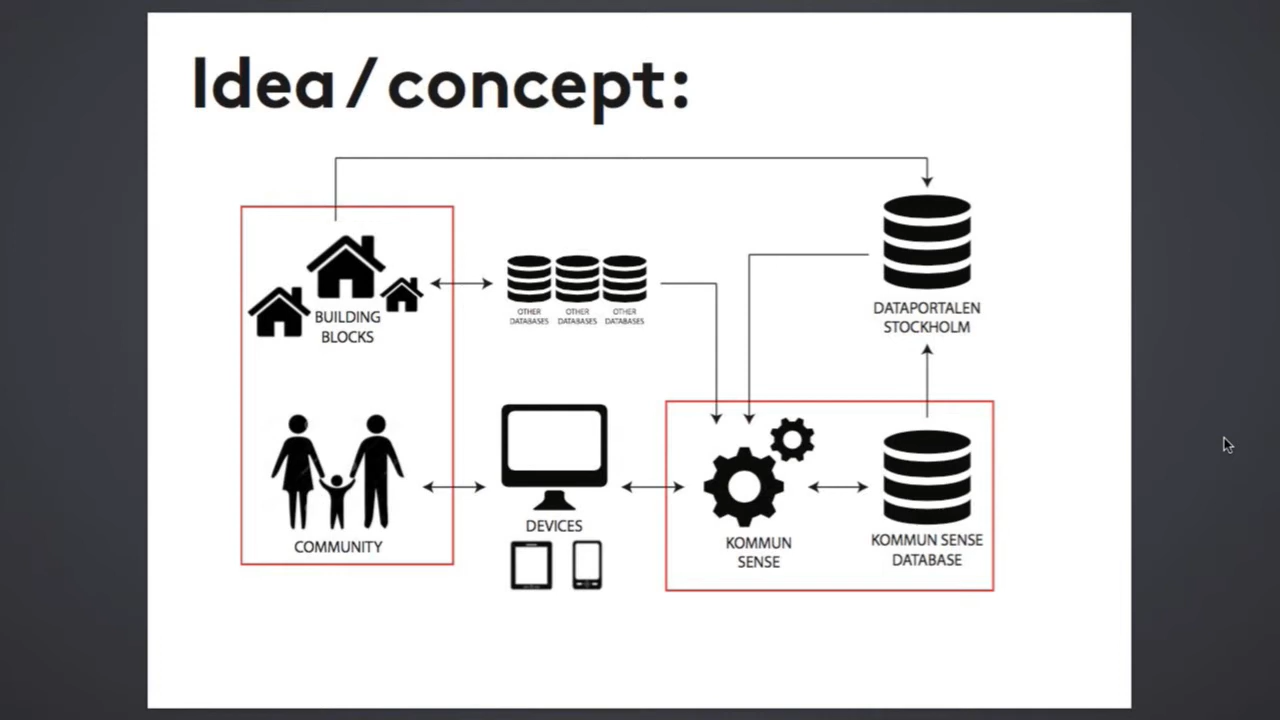 Idea / concept:
BUILDING
BLOCKS
OTHER
DATABASES
OTHER
DATABASES
OTHER
DATABASES
DATAPORTALEN
STOCKHOLM
COMMUNITY
DEVICES
KOMMUN
SENSE
KOMMUN SENSE
DATABASE